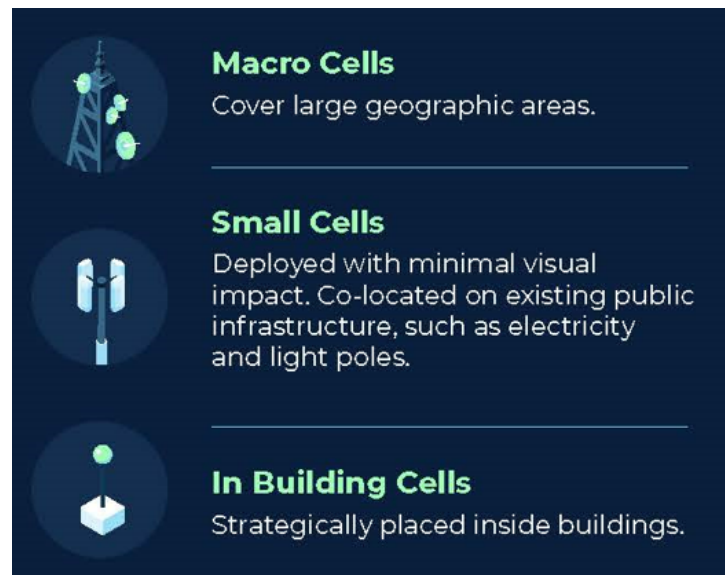 Macro Cells
Cover large geographic areas.
Small Cells
Deployed with minimal visual
impact. Co-located on existing public
infrastructure, such as electricity
and light poles.
In Building Cells
Strategically placed inside buildings.